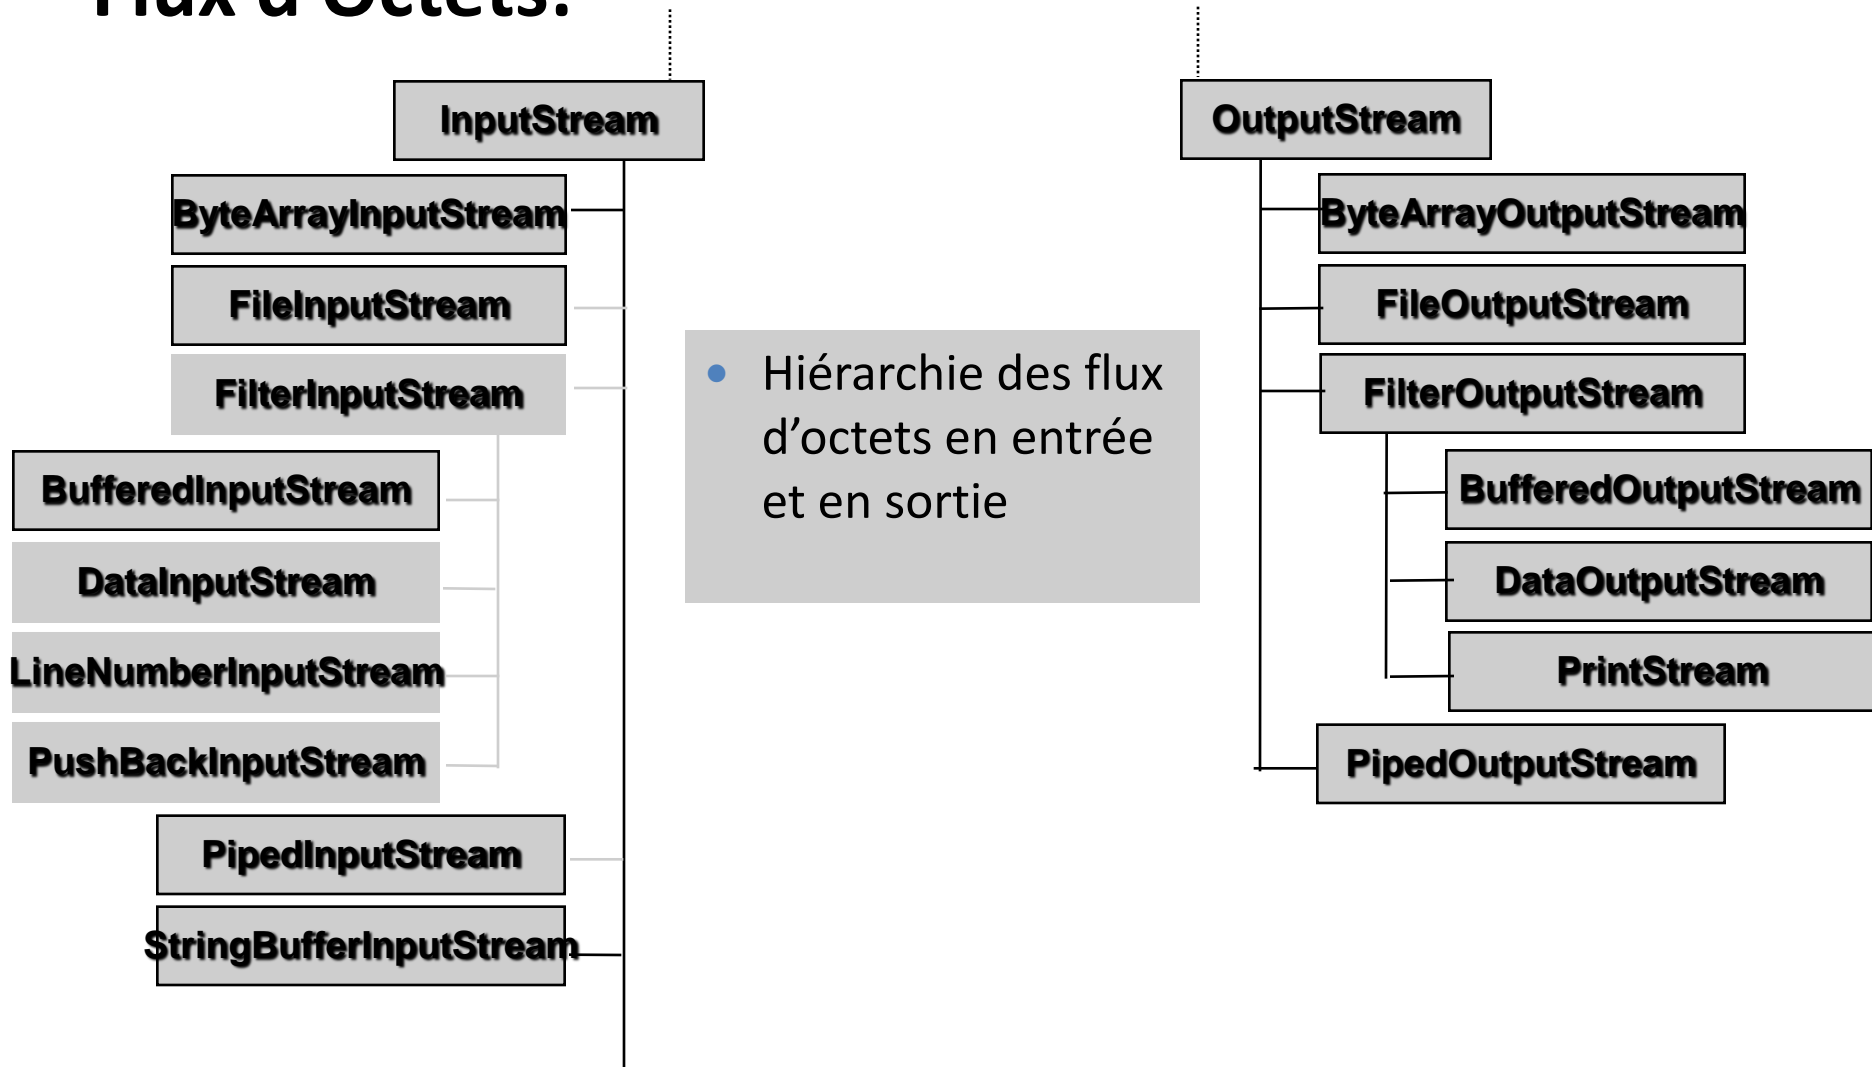 Flux d'Octets:
InputStream
ByteArrayInputStream
FileInputStream
FilterInputStream
BufferedInputStream
DataInputStream
LineNumberInputStream
PushBackInputStream
PipedInputStream
StringBufferInputStream
• Hiérarchie des flux
d’octets en entrée
et en sortie
OutputStream
ByteArrayOutputStream
FileOutputStream
FilterOutputStream
BufferedOutputStream
DataOutputStream
PrintStream
PipedOutputStream